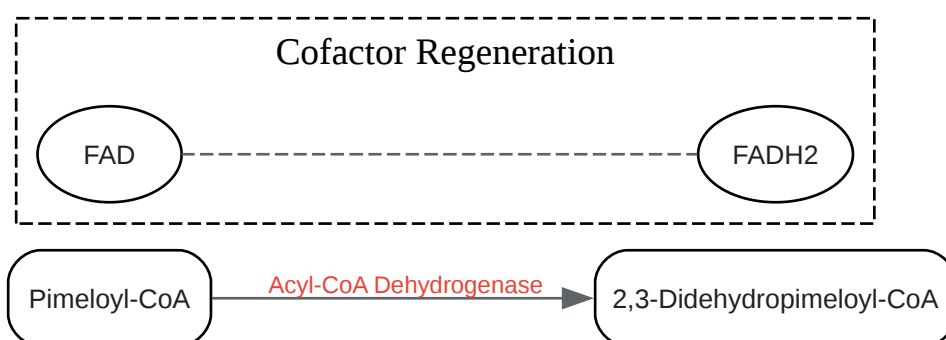 Cofactor Regeneration
FAD
FADH2
Pimeloyl-CoA
Acyl-CoA Dehydrogenase
2,3-Didehydropimeloyl-CoA